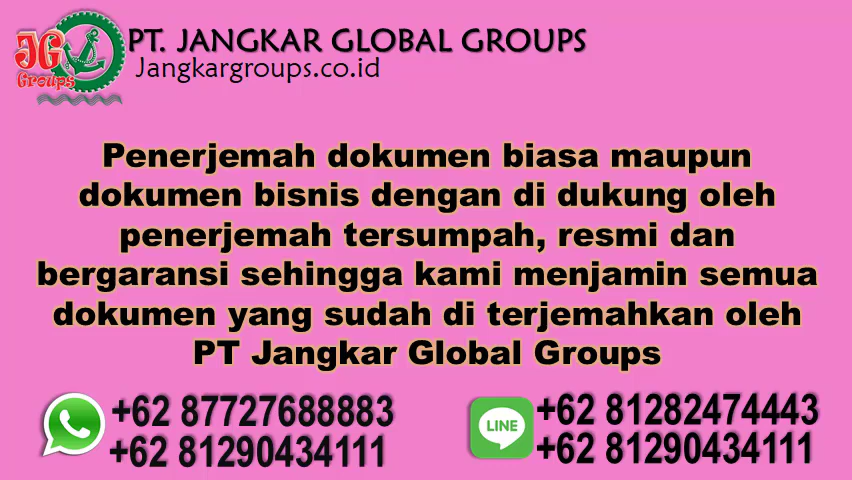 JG
Groups
PT. JANGKAR GLOBAL GROUPS
Jangkargroups.co.id
Penerjemah dokumen biasa maupun
dokumen bisnis dengan di dukung oleh
penerjemah tersumpah, resmi dan
bergaransi sehingga kami menjamin semua
dokumen yang sudah di terjemahkan oleh
PT Jangkar Global Groups
+62 87727688883
+62 81290434111
LINE
+62 81282474443
+62 81290434111